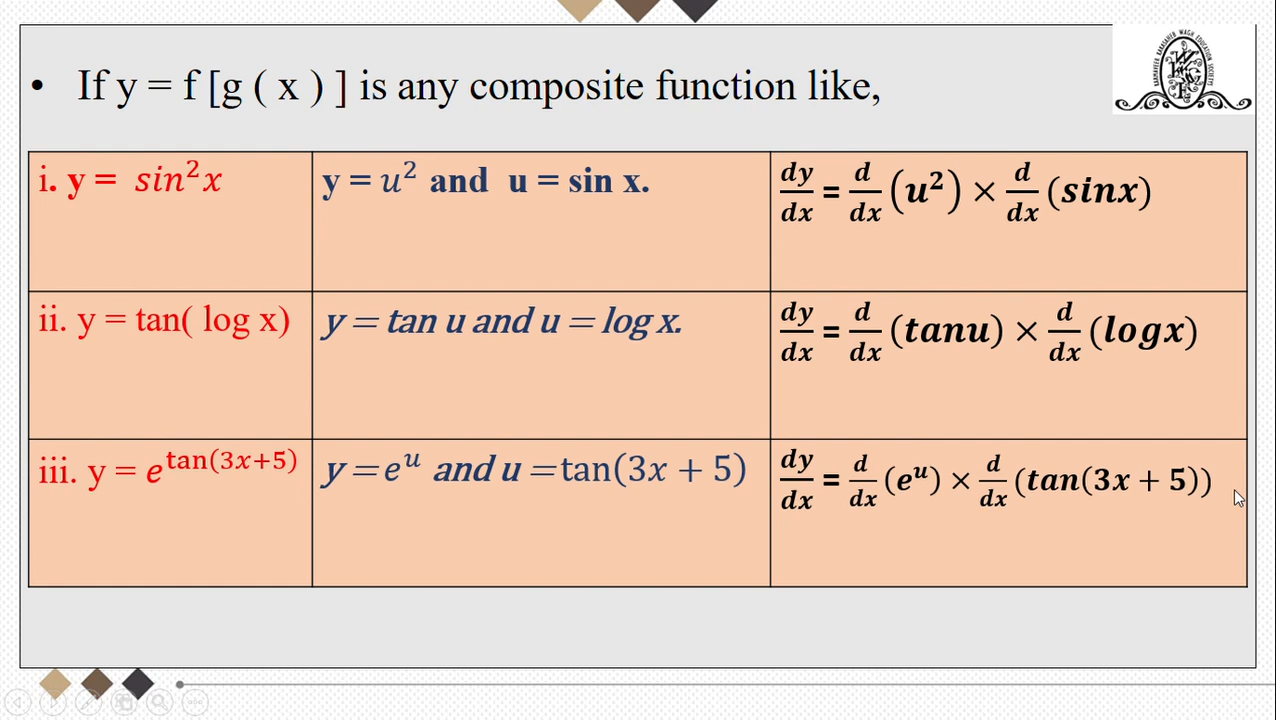 • If y = f [g ( x ) ] is any composite function like,
i. y = sin²x
y = u² and u = sin x.
dy/dx = d/dx (u²) × d/dx (sinx)
ii. y = tan( log x)
y = tan u and u = log x.
dy/dx = d/dx (tanu) × d/dx (logx)
iii. y = e^tan(3x+5)
y = e^u and u = tan(3x + 5)
dy/dx = d/dx (e^u) × d/dx (tan(3x + 5))